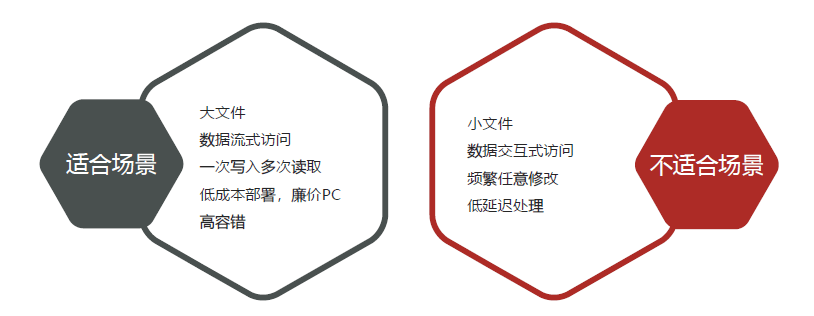 适合场景
大文件
数据流式访问
一次写入多次读取
低成本部署，廉价PC
高容错
小文件
数据交互式访问
频繁任意修改
低延迟处理
不适合场景